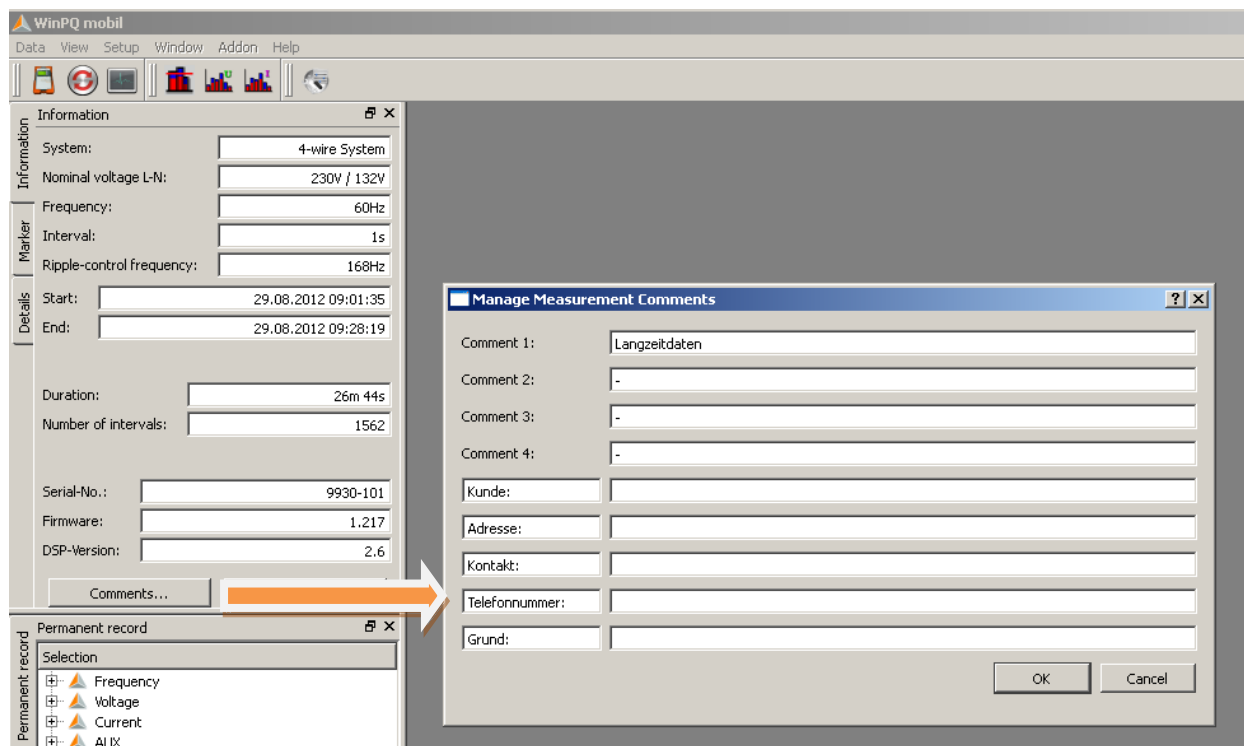 WinPQ mobil
Data View Setup Window Addon Help
Information
Information
System: 4-wire System
Nominal voltage L-N: 230V / 132V
Frequency: 60Hz
Interval: 1s
Ripple-control frequency: 168Hz
Marker
Start: 29.08.2012 09:01:35
End: 29.08.2012 09:28:19
Details
Duration: 26m 44s
Number of intervals: 1562
Serial-No.: 9930-101
Firmware: 1.217
DSP-Version: 2.6
Comments...
Permanent record
Permanent record
Selection
Frequency
Voltage
Current
AUX
Manage Measurement Comments
Comment 1: Langzeitdaten
Comment 2: -
Comment 3: -
Comment 4: -
Kunde:
Adresse:
Kontakt:
Telefonnummer:
Grund:
OK Cancel